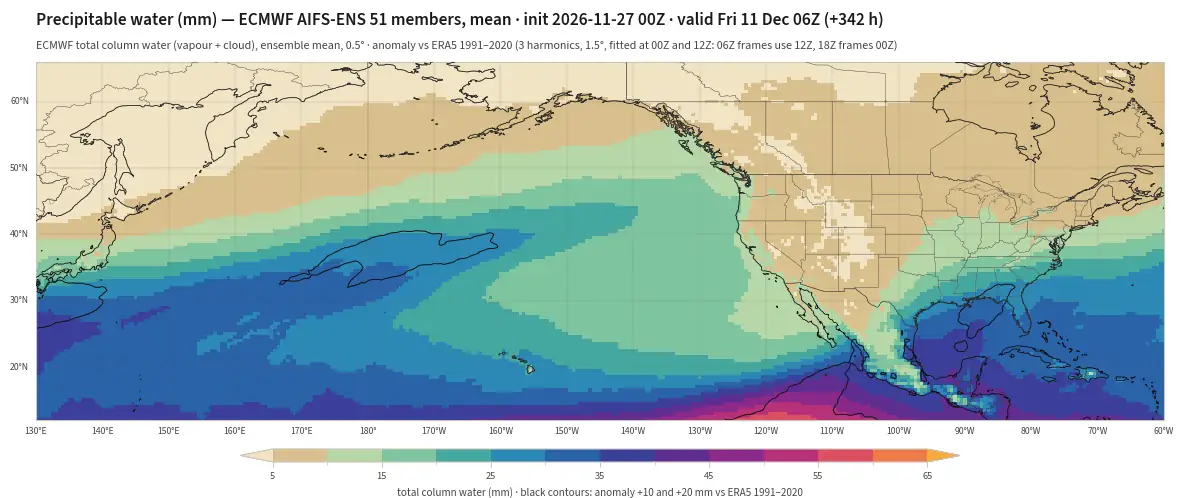 Precipitable water (mm) — ECMWF AIFS-ENS 51 members, mean · init 2026-11-27 00Z · valid Fri 11 Dec 06Z (+342 h)
ECMWF total column water (vapour + cloud), ensemble mean, 0.5° · anomaly vs ERA5 1991–2020 (3 harmonics, 1.5°, fitted at 00Z and 12Z: 06Z frames use 12Z, 18Z frames 00Z)
60°N
50°N
40°N
30°N
20°N
130°E 140°E 150°E 160°E 170°E 180° 170°W 160°W 150°W 140°W 130°W 120°W 110°W 100°W 90°W 80°W 70°W 60°W
5 15 25 35 45 55 65
total column water (mm) · black contours: anomaly +10 and +20 mm vs ERA5 1991–2020